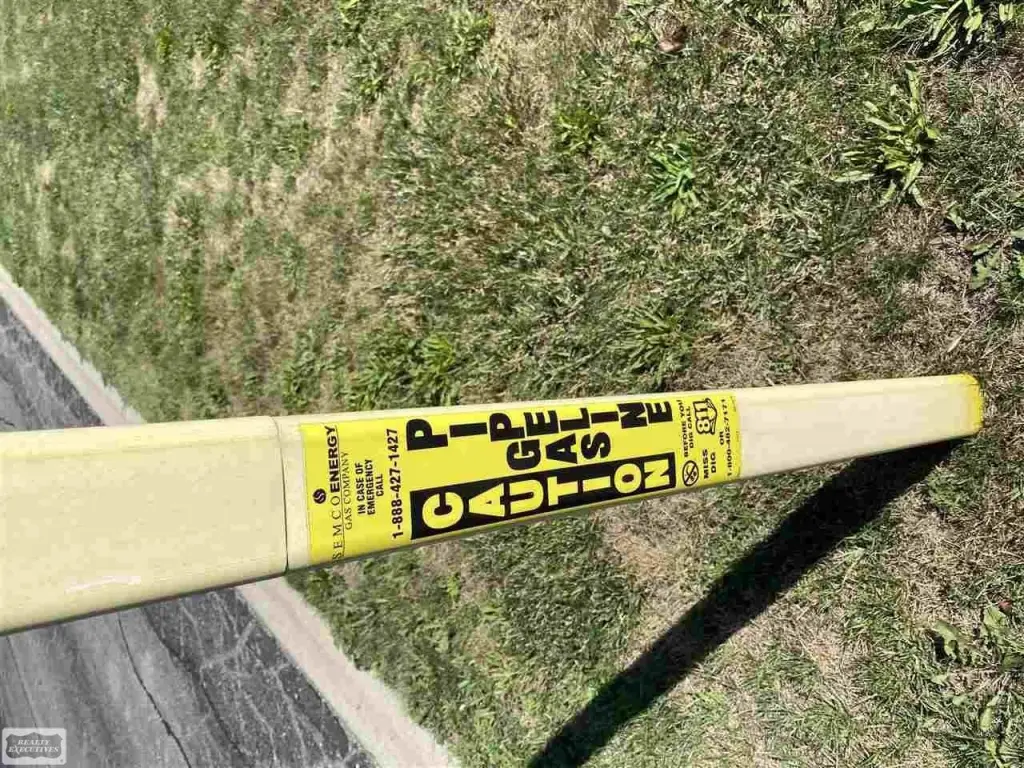 SEMCO ENERGY
GAS COMPANY
IN CASE OF
EMERGENCY
CALL
1-888-427-1427
CAUTION
GAS
PIPELINE
BEFORE YOU
DIG CALL
MISS
DIG
811
OR
1-800-482-7171
REALTY
EXECUTIVES